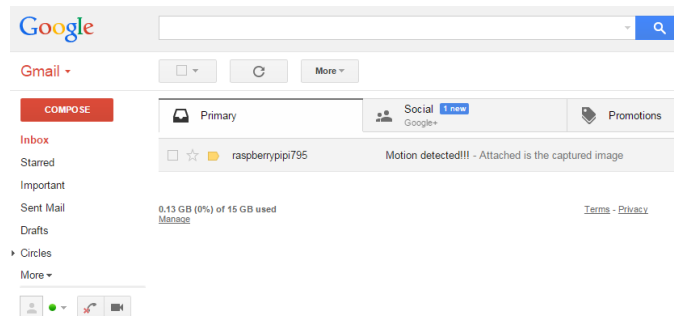 Google
Gmail
More
COMPOSE
Primary
Social 1 new
Google+
Promotions
Inbox
Starred
Important
Sent Mail
Drafts
Circles
More
raspberrypipi795 Motion detected!!! - Attached is the captured image
0.13 GB (0%) of 15 GB used
Manage
Terms - Privacy